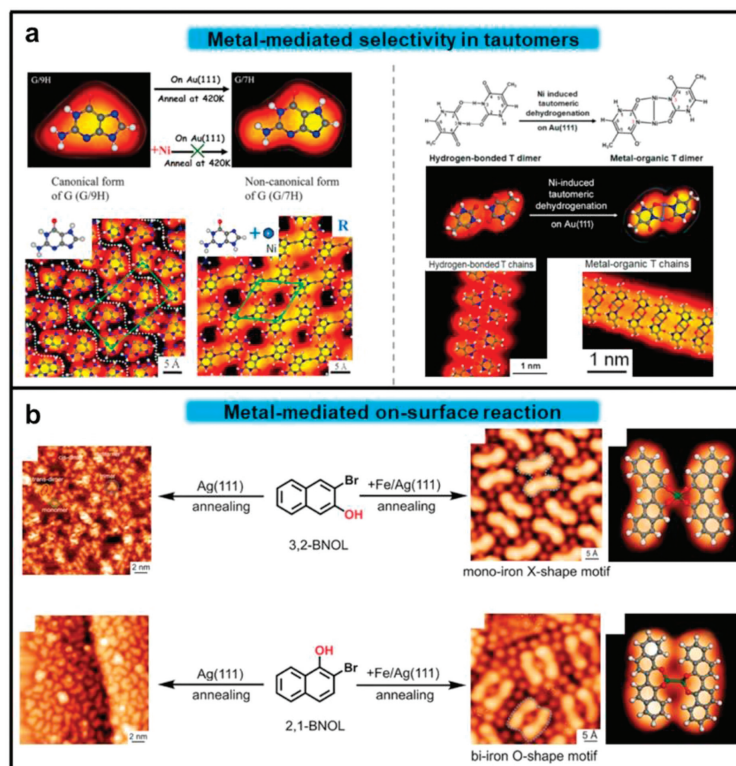 a
Metal-mediated selectivity in tautomers
G/9H
On Au(111)
Anneal at 420K
G/7H
+Ni
On Au(111)
Anneal at 420K
Canonical form
of G (G/9H)
Non-canonical form
of G (G/7H)
R
+
Ni
5 Å
5 Å
Ni induced
tautomeric
dehydrogenation
on Au(111)
Hydrogen-bonded T dimer
Metal-organic T dimer
Ni-induced
tautomeric
dehydrogenation
on Au(111)
Hydrogen-bonded T chains
Metal-organic T chains
1 nm
1 nm
b
Metal-mediated on-surface reaction
trans-dimer
monomer
2 nm
Ag(111)
annealing
Br
OH
3,2-BNOL
+Fe/Ag(111)
annealing
5 Å
mono-iron X-shape motif
2 nm
Ag(111)
annealing
OH
Br
2,1-BNOL
+Fe/Ag(111)
annealing
5 Å
bi-iron O-shape motif